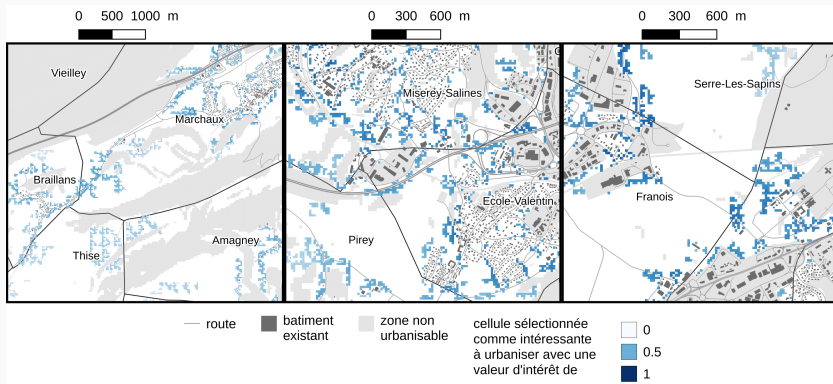 0 500 1000 m
0 300 600 m
0 300 600 m
Vieilley
Marchaux
Braillans
Thise
Amagney
Miserey-Salines
Ecole-Valentin
Pirey
Serre-Les-Sapins
Franois
route
batiment
existant
zone non
urbanisable
cellule sélectionnée
comme intéressante
à urbaniser avec une
valeur d'intérêt de
0
0.5
1